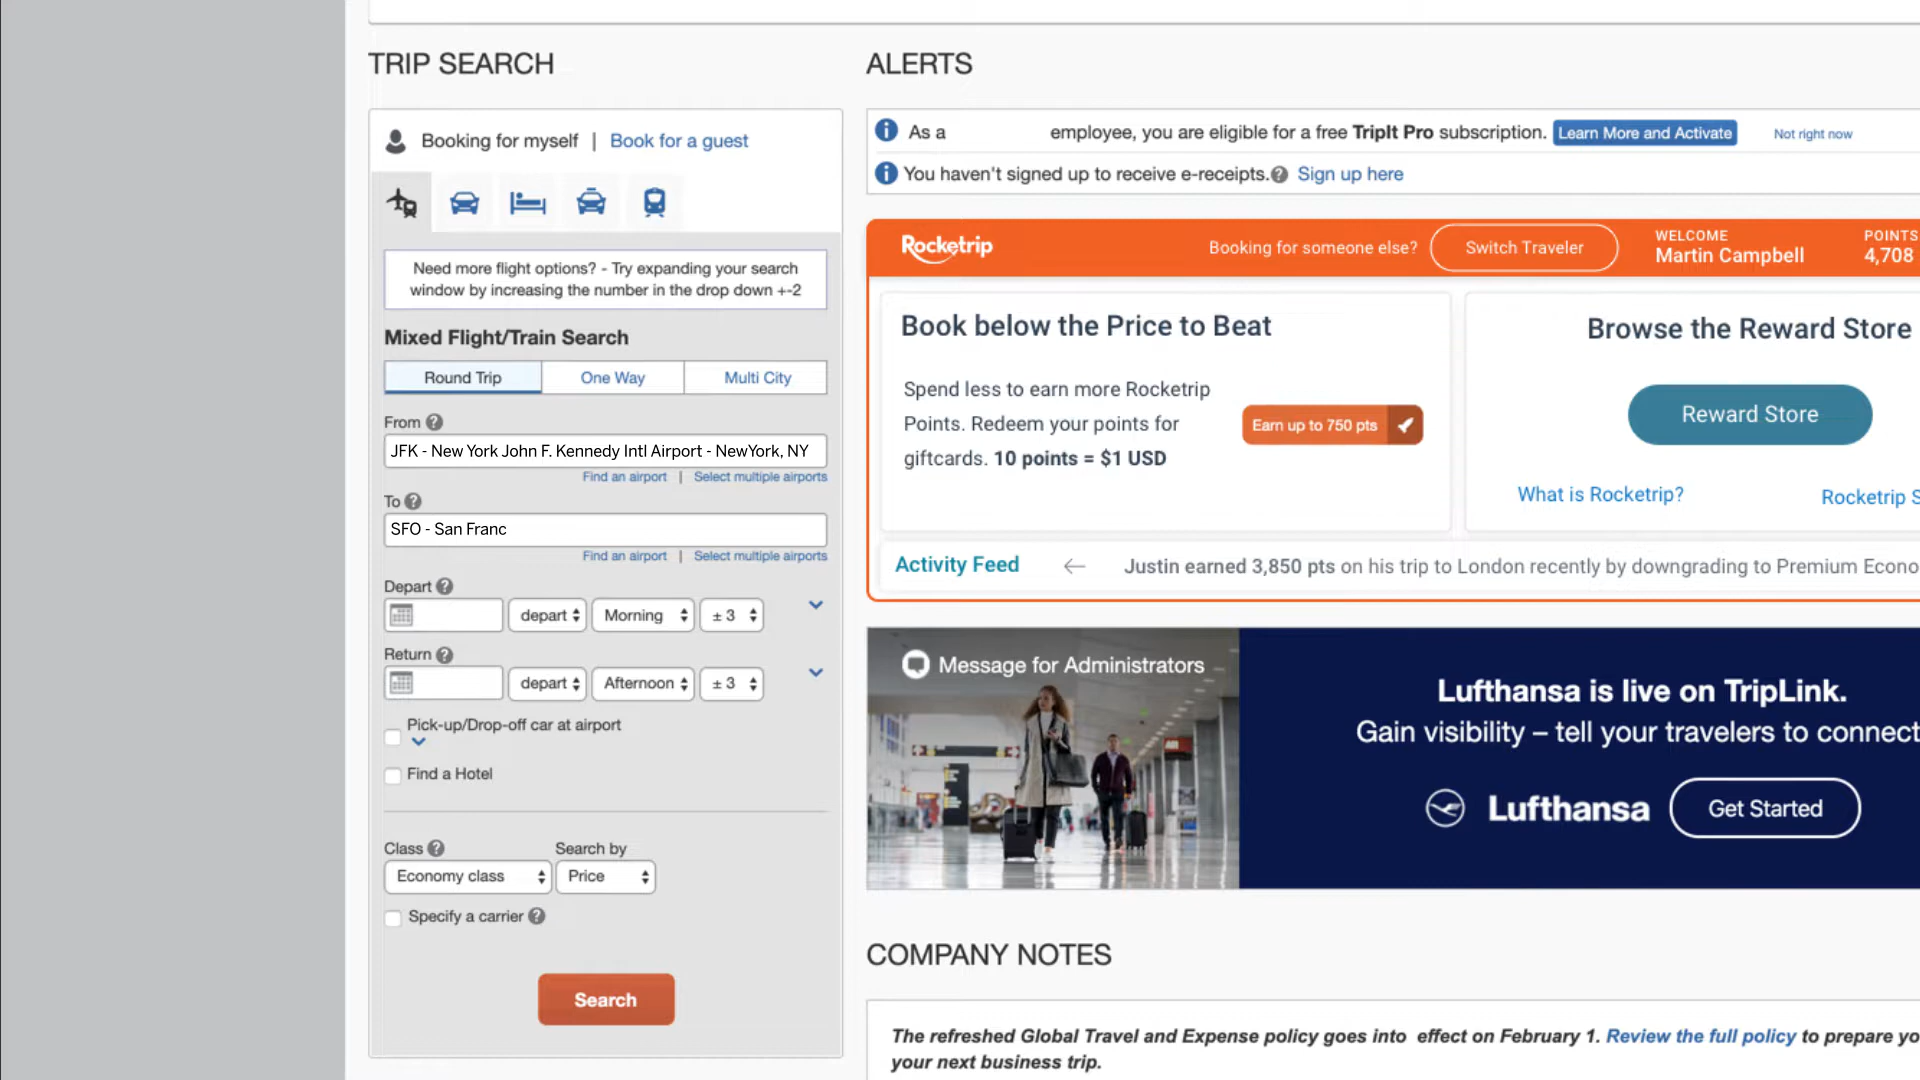 TRIP SEARCH
Booking for myself | Book for a guest
Need more flight options? - Try expanding your search
window by increasing the number in the drop down +-2
Mixed Flight/Train Search
Round Trip One Way Multi City
From
JFK - New York John F. Kennedy Intl Airport - NewYork, NY
Find an airport | Select multiple airports
To
SFO - San Franc
Find an airport | Select multiple airports
Depart
depart Morning ± 3
Return
depart Afternoon ± 3
Pick-up/Drop-off car at airport
Find a Hotel
Class Search by
Economy class Price
Specify a carrier
Search
ALERTS
As a employee, you are eligible for a free TripIt Pro subscription. Learn More and Activate Not right now
You haven't signed up to receive e-receipts. Sign up here
Rocketrip Booking for someone else? Switch Traveler
WELCOME
Martin Campbell
POINTS
4,708
Book below the Price to Beat
Spend less to earn more Rocketrip
Points. Redeem your points for
giftcards. 10 points = $1 USD
Earn up to 750 pts
Browse the Reward Store
Reward Store
What is Rocketrip? Rocketrip S
Activity Feed Justin earned 3,850 pts on his trip to London recently by downgrading to Premium Econo
Message for Administrators
Lufthansa is live on TripLink.
Gain visibility – tell your travelers to connect
Lufthansa Get Started
COMPANY NOTES
The refreshed Global Travel and Expense policy goes into effect on February 1. Review the full policy to prepare yo
your next business trip.